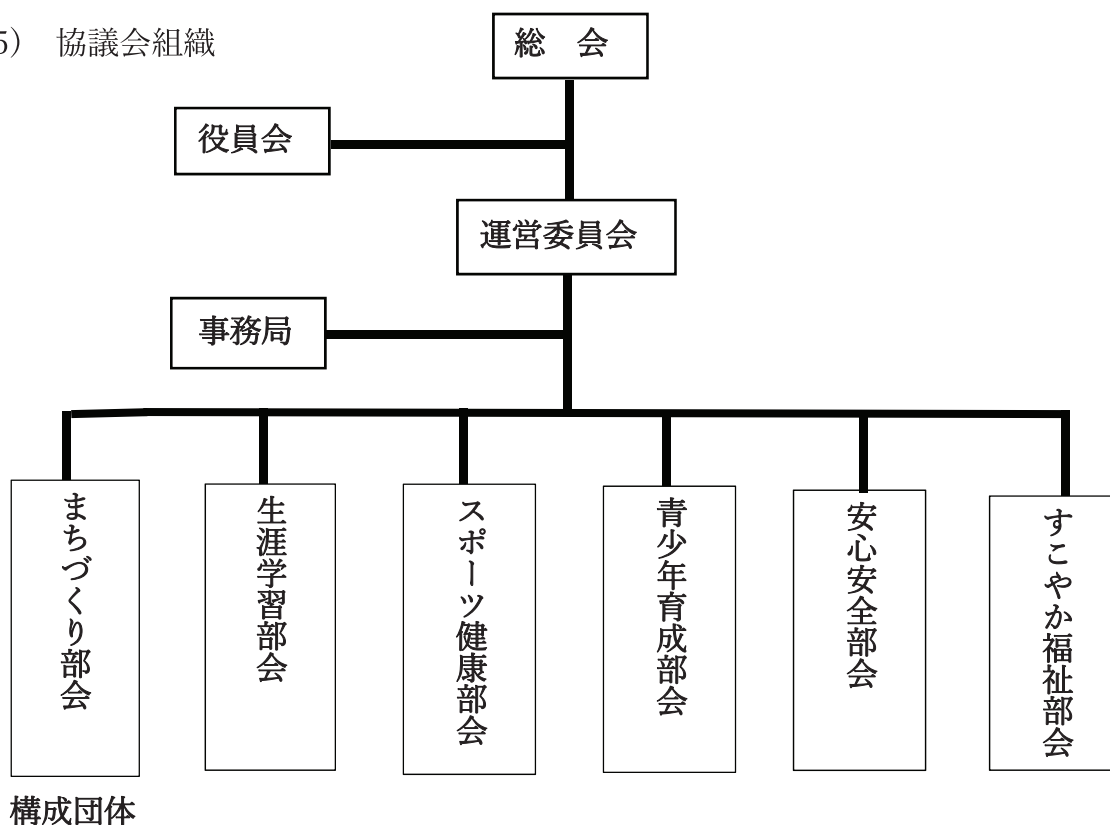 5) 協議会組織
総 会
役員会
運営委員会
事務局
まちづくり部会
生涯学習部会
スポーツ健康部会
青少年育成部会
安心安全部会
すこやか福祉部会
構成団体